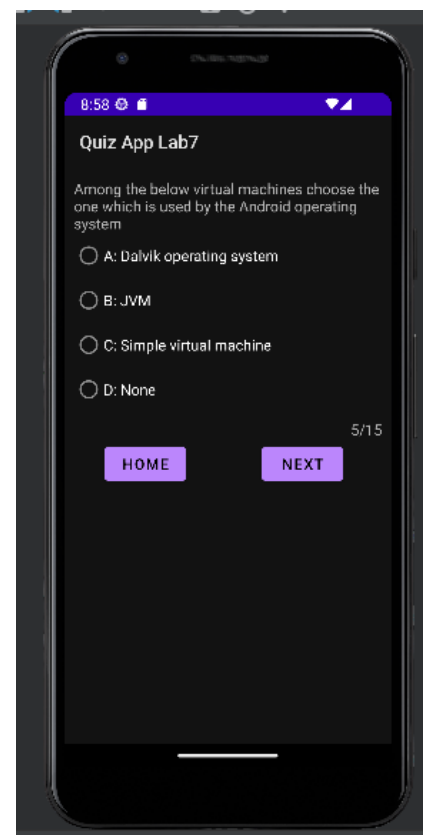 8:58
Quiz App Lab7
Among the below virtual machines choose the
one which is used by the Android operating
system
A: Dalvik operating system
B: JVM
C: Simple virtual machine
D: None
5/15
HOME NEXT